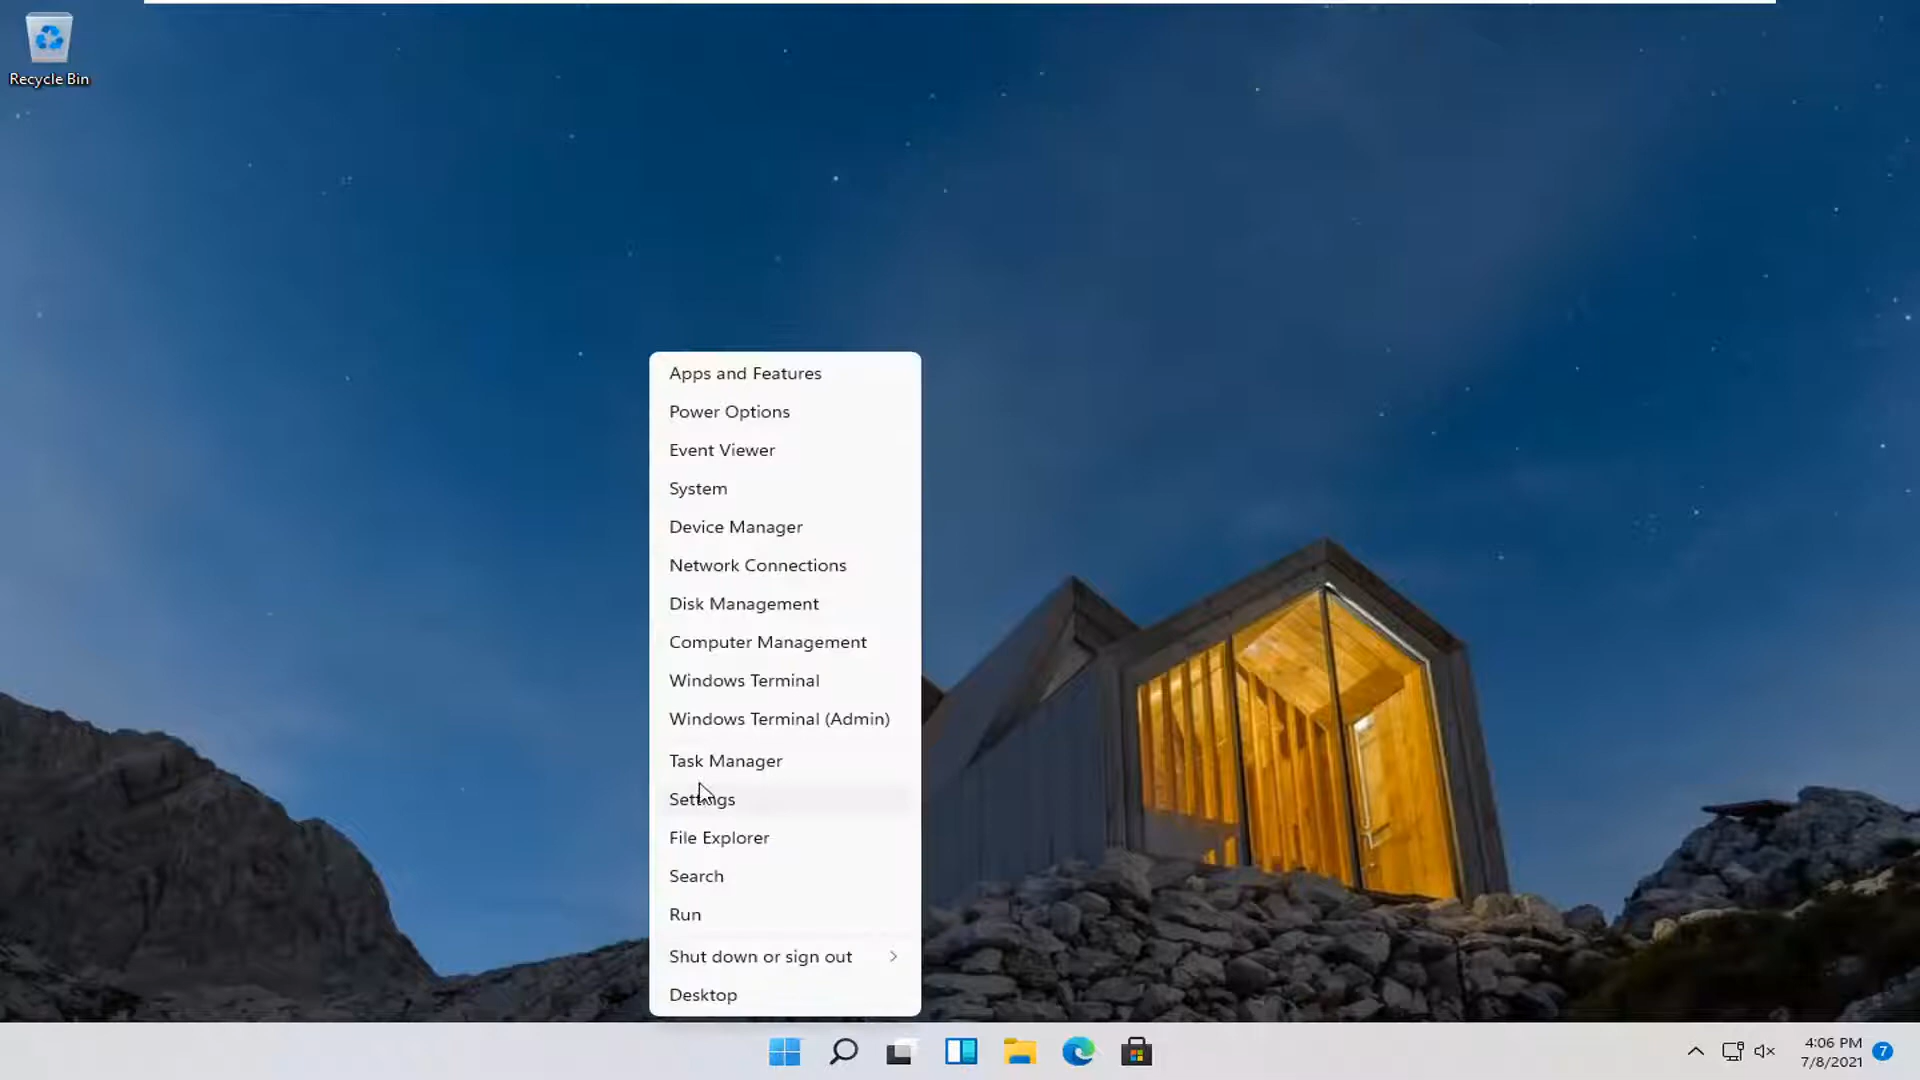 Recycle Bin
Apps and Features
Power Options
Event Viewer
System
Device Manager
Network Connections
Disk Management
Computer Management
Windows Terminal
Windows Terminal (Admin)
Task Manager
Settings
File Explorer
Search
Run
Shut down or sign out
Desktop
4:06 PM
7/8/2021
7